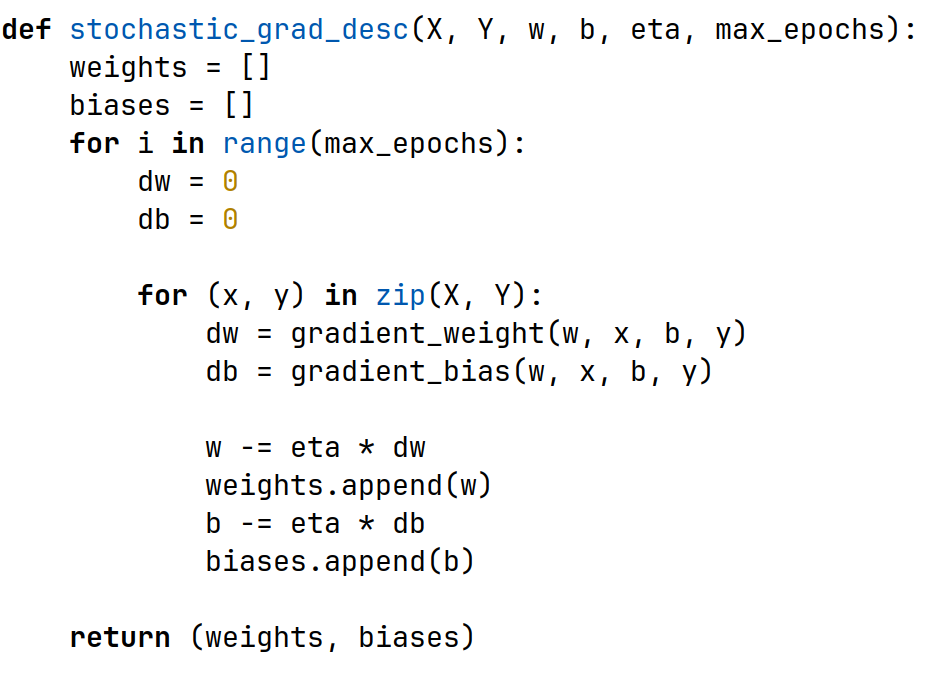 def stochastic_grad_desc(X, Y, w, b, eta, max_epochs):
    weights = []
    biases = []
    for i in range(max_epochs):
        dw = 0
        db = 0

        for (x, y) in zip(X, Y):
            dw = gradient_weight(w, x, b, y)
            db = gradient_bias(w, x, b, y)

            w -= eta * dw
            weights.append(w)
            b -= eta * db
            biases.append(b)

    return (weights, biases)